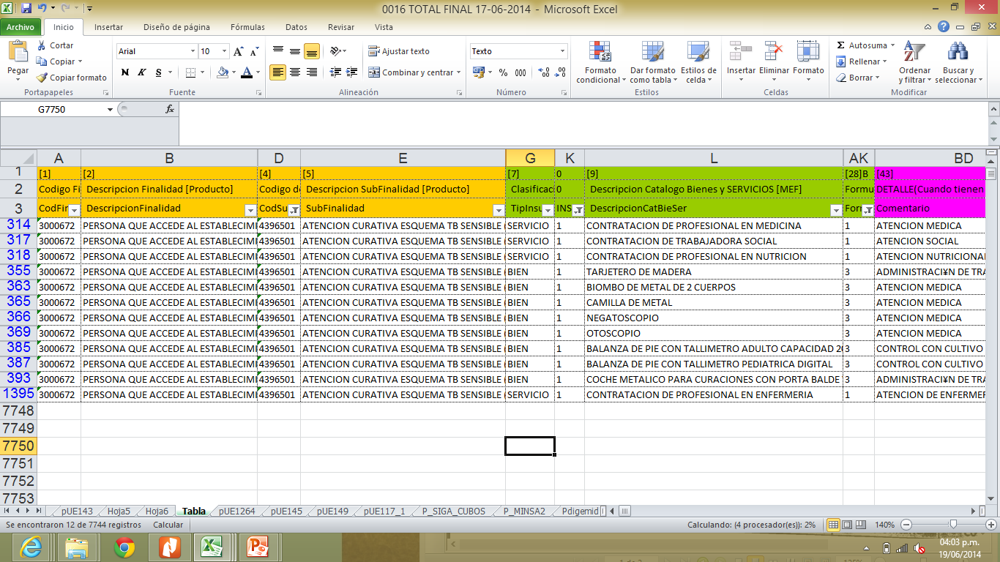 0016 TOTAL FINAL 17-06-2014 - Microsoft Excel
Archivo Inicio Insertar Diseño de página Fórmulas Datos Revisar Vista
Pegar
Cortar
Copiar
Copiar formato
Portapapeles
Arial 10
N K S
Fuente
Ajustar texto
Combinar y centrar
Alineación
Texto
% 000
Número
Formato condicional
Dar formato como tabla
Estilos de celda
Estilos
Insertar Eliminar Formato
Celdas
Autosuma
Rellenar
Borrar
Ordenar y filtrar
Buscar y seleccionar
Modificar
G7750 fx
A B D E G K L AK BD
1 [1] [2] [4] [5] [7] 0 [9] [28]B [43]
2 Codigo Fi Descripcion Finalidad [Producto] Codigo de Descripcion SubFinalidad [Producto] Clasificac 0 Descripcion Catalogo Bienes y SERVICIOS [MEF] Formu DETALLE(Cuando tienen
3 CodFin DescripcionFinalidad CodSu SubFinalidad TipInsu INS DescripcionCatBieSer Forn Comentario
314 3000672 PERSONA QUE ACCEDE AL ESTABLECIMI 4396501 ATENCION CURATIVA ESQUEMA TB SENSIBLE ( SERVICIO 1 CONTRATACION DE PROFESIONAL EN MEDICINA 1 ATENCION MEDICA
317 3000672 PERSONA QUE ACCEDE AL ESTABLECIMI 4396501 ATENCION CURATIVA ESQUEMA TB SENSIBLE ( SERVICIO 1 CONTRATACION DE TRABAJADORA SOCIAL 1 ATENCION SOCIAL
318 3000672 PERSONA QUE ACCEDE AL ESTABLECIMI 4396501 ATENCION CURATIVA ESQUEMA TB SENSIBLE ( SERVICIO 1 CONTRATACION DE PROFESIONAL EN NUTRICION 1 ATENCION NUTRICIONAL
355 3000672 PERSONA QUE ACCEDE AL ESTABLECIMI 4396501 ATENCION CURATIVA ESQUEMA TB SENSIBLE ( BIEN 1 TARJETERO DE MADERA 3 ADMINISTRACI¥N DE TRA
363 3000672 PERSONA QUE ACCEDE AL ESTABLECIMI 4396501 ATENCION CURATIVA ESQUEMA TB SENSIBLE ( BIEN 1 BIOMBO DE METAL DE 2 CUERPOS 3 ATENCION MEDICA
365 3000672 PERSONA QUE ACCEDE AL ESTABLECIMI 4396501 ATENCION CURATIVA ESQUEMA TB SENSIBLE ( BIEN 1 CAMILLA DE METAL 3 ATENCION MEDICA
366 3000672 PERSONA QUE ACCEDE AL ESTABLECIMI 4396501 ATENCION CURATIVA ESQUEMA TB SENSIBLE ( BIEN 1 NEGATOSCOPIO 3 ATENCION MEDICA
369 3000672 PERSONA QUE ACCEDE AL ESTABLECIMI 4396501 ATENCION CURATIVA ESQUEMA TB SENSIBLE ( BIEN 1 OTOSCOPIO 3 ATENCION MEDICA
385 3000672 PERSONA QUE ACCEDE AL ESTABLECIMI 4396501 ATENCION CURATIVA ESQUEMA TB SENSIBLE ( BIEN 1 BALANZA DE PIE CON TALLIMETRO ADULTO CAPACIDAD 20 3 CONTROL CON CULTIVO
387 3000672 PERSONA QUE ACCEDE AL ESTABLECIMI 4396501 ATENCION CURATIVA ESQUEMA TB SENSIBLE ( BIEN 1 BALANZA DE PIE CON TALLIMETRO PEDIATRICA DIGITAL 3 CONTROL CON CULTIVO
393 3000672 PERSONA QUE ACCEDE AL ESTABLECIMI 4396501 ATENCION CURATIVA ESQUEMA TB SENSIBLE ( BIEN 1 COCHE METALICO PARA CURACIONES CON PORTA BALDE 3 ADMINISTRACI¥N DE TRA
1395 3000672 PERSONA QUE ACCEDE AL ESTABLECIMI 4396501 ATENCION CURATIVA ESQUEMA TB SENSIBLE ( SERVICIO 1 CONTRATACION DE PROFESIONAL EN ENFERMERIA 1 ATENCION DE ENFERMER
7748
7749
7750
7751
7752
7753
pUE143 Hoja5 Hoja6 Tabla pUE1264 pUE145 pUE149 pUE117_1 P_SIGA_CUBOS P_MINSA2 Pdigemid
Se encontraron 12 de 7744 registros Calcular Calculando: (4 procesador(es)): 2% 140%
04:03 p.m.
19/06/2014